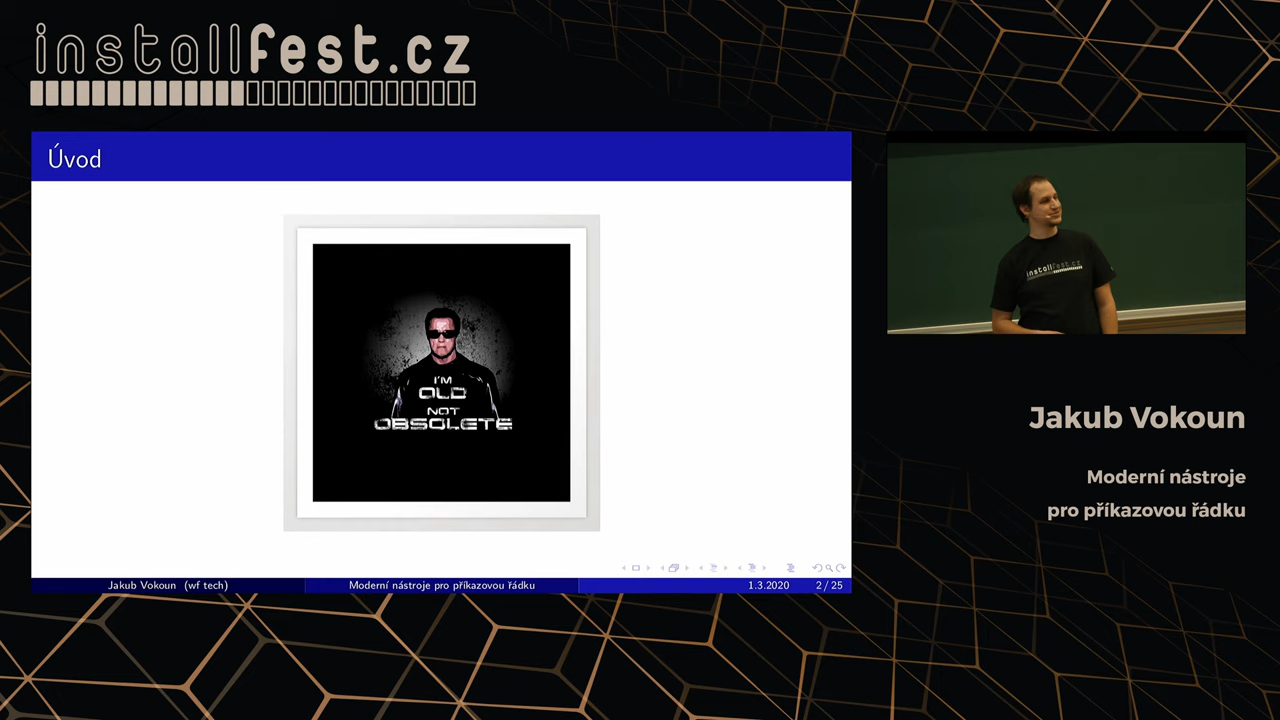 installfest.cz
Úvod
I'M
OLD
NOT
OBSOLETE
Jakub Vokoun (wf tech)
Moderní nástroje pro příkazovou řádku
1.3.2020
2 / 25
installfest.cz
Jakub Vokoun
Moderní nástroje
pro příkazovou řádku